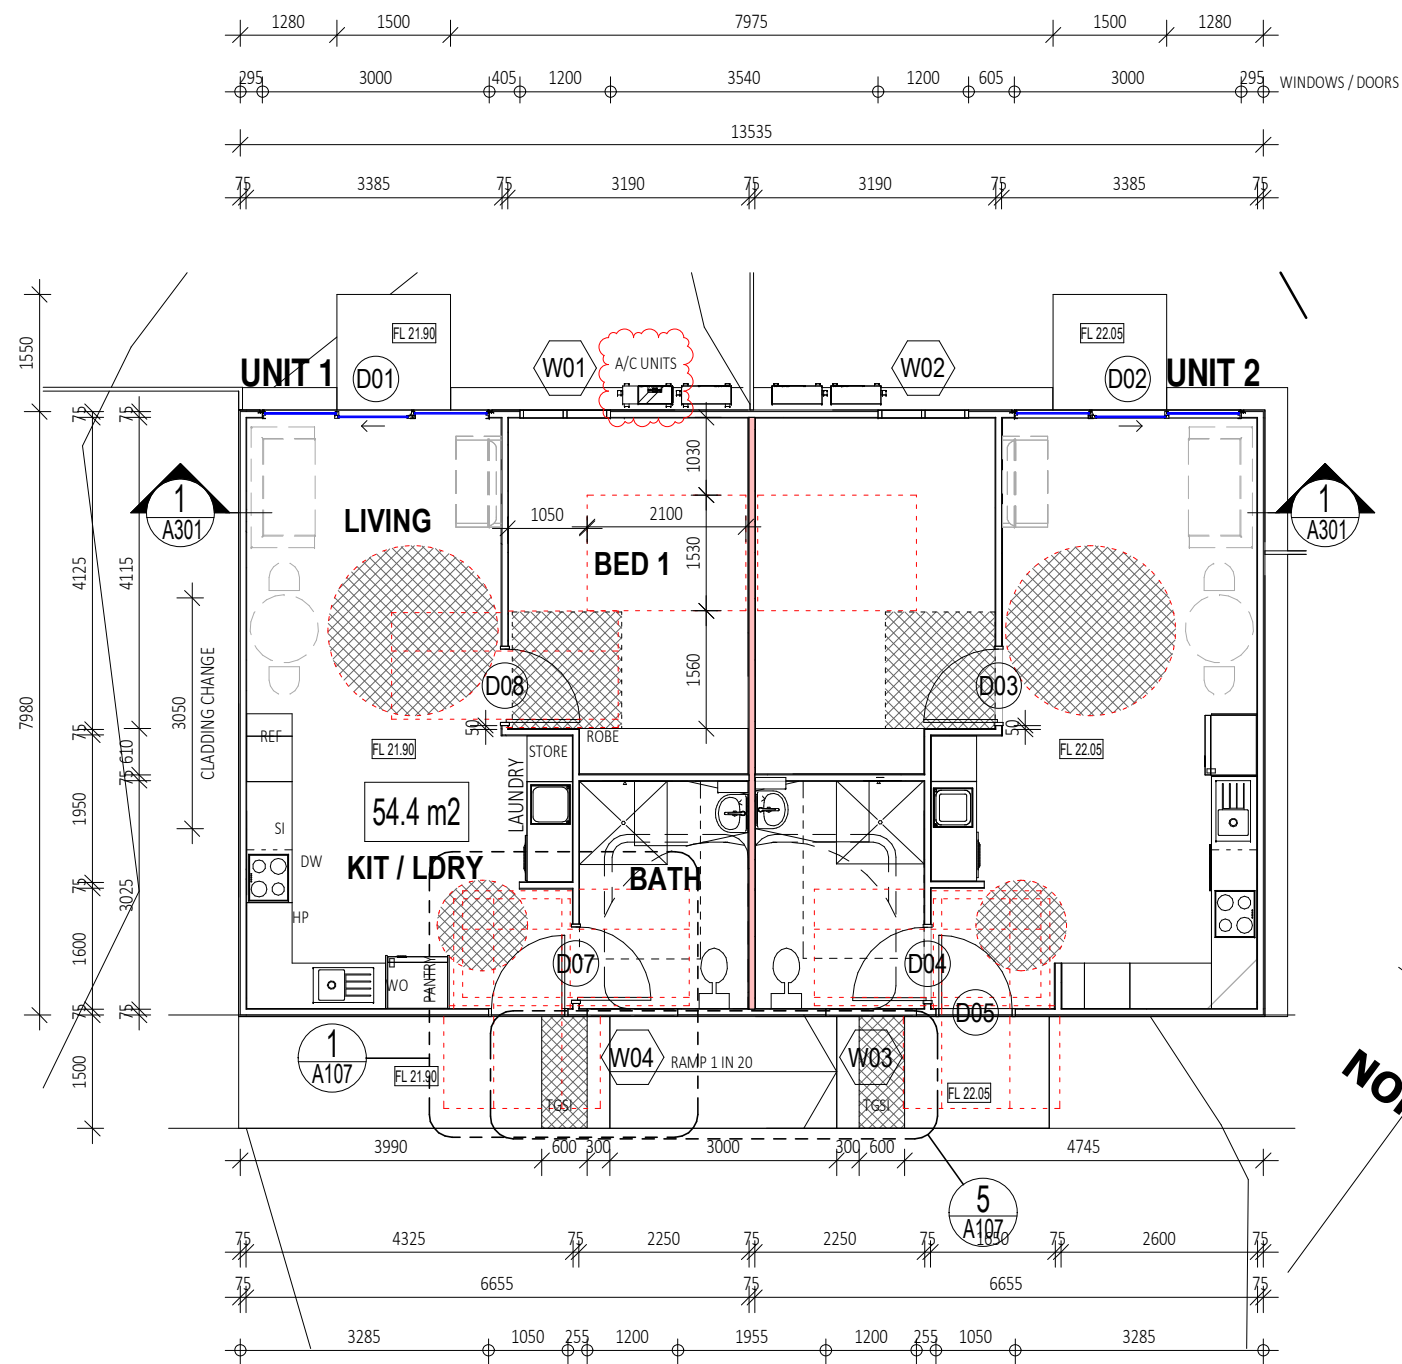 1280 1500 7975 1500 1280
295 3000 405 1200 3540 1200 605 3000 295 WINDOWS / DOORS
13535
75 3385 75 3190 75 3190 75 3385 75
1550
FL 21.90
FL 22.05
UNIT 1
D01
W01
A/C UNITS
W02
D02
UNIT 2
75 75
1030
1
A301
LIVING
1050
2100
BED 1
1530
1
A301
4125
4115
7980
3050
CLADDING CHANGE
1560
D08
D03
REF
FL 21.90
50
STORE
ROBE
50
FL 22.05
75
75 610
54.4 m2
LAUNDRY
1950
SI
DW
KIT / LDRY
BATH
75
3025
HP
1600
WO
PANTRY
D07
D04
D05
75 75
1500
1
A107
FL 21.90
W04
RAMP 1 IN 20
W03
FL 22.05
TGSI
TGSI
3990 600 300 3000 300 600 4745
5
A107
75 4325 75 2250 75 2250 75 1850 75 2600 75
75 6655 75 6655 75
3285 1050 255 1200 1955 1200 255 1050 3285